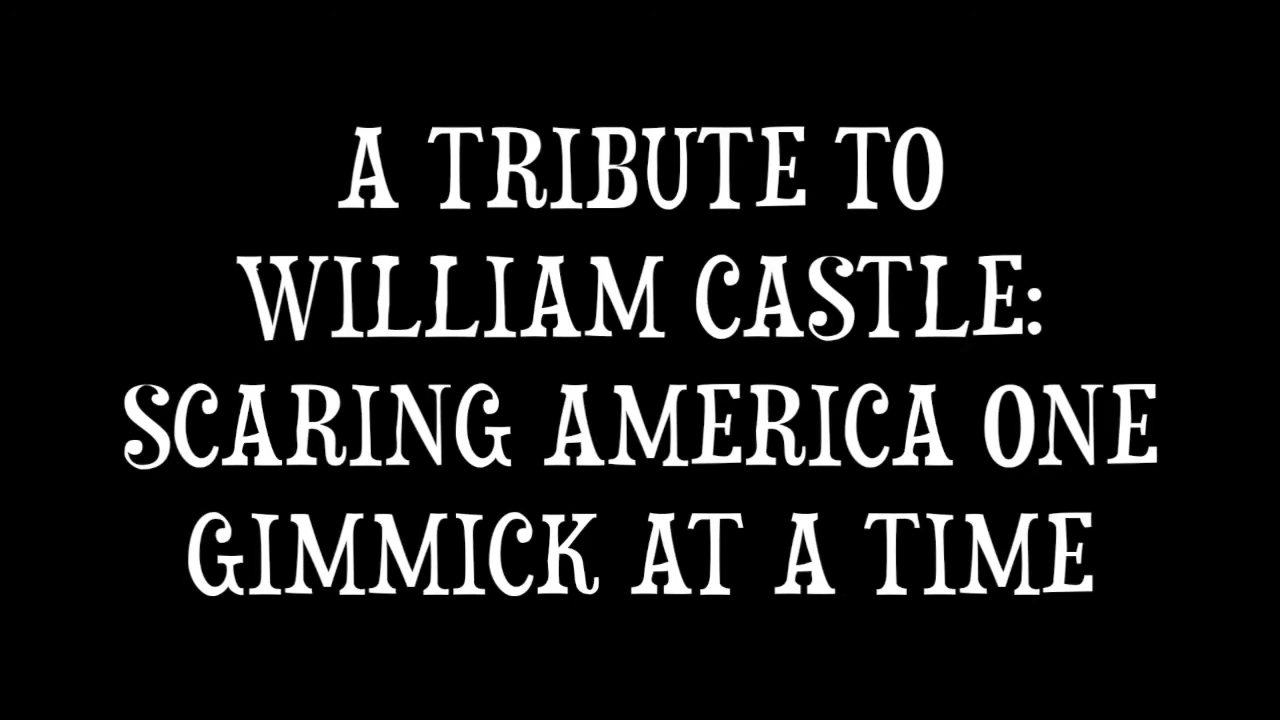 A TRIBUTE TO
WILLIAM CASTLE:
SCARING AMERICA ONE
GIMMICK AT A TIME